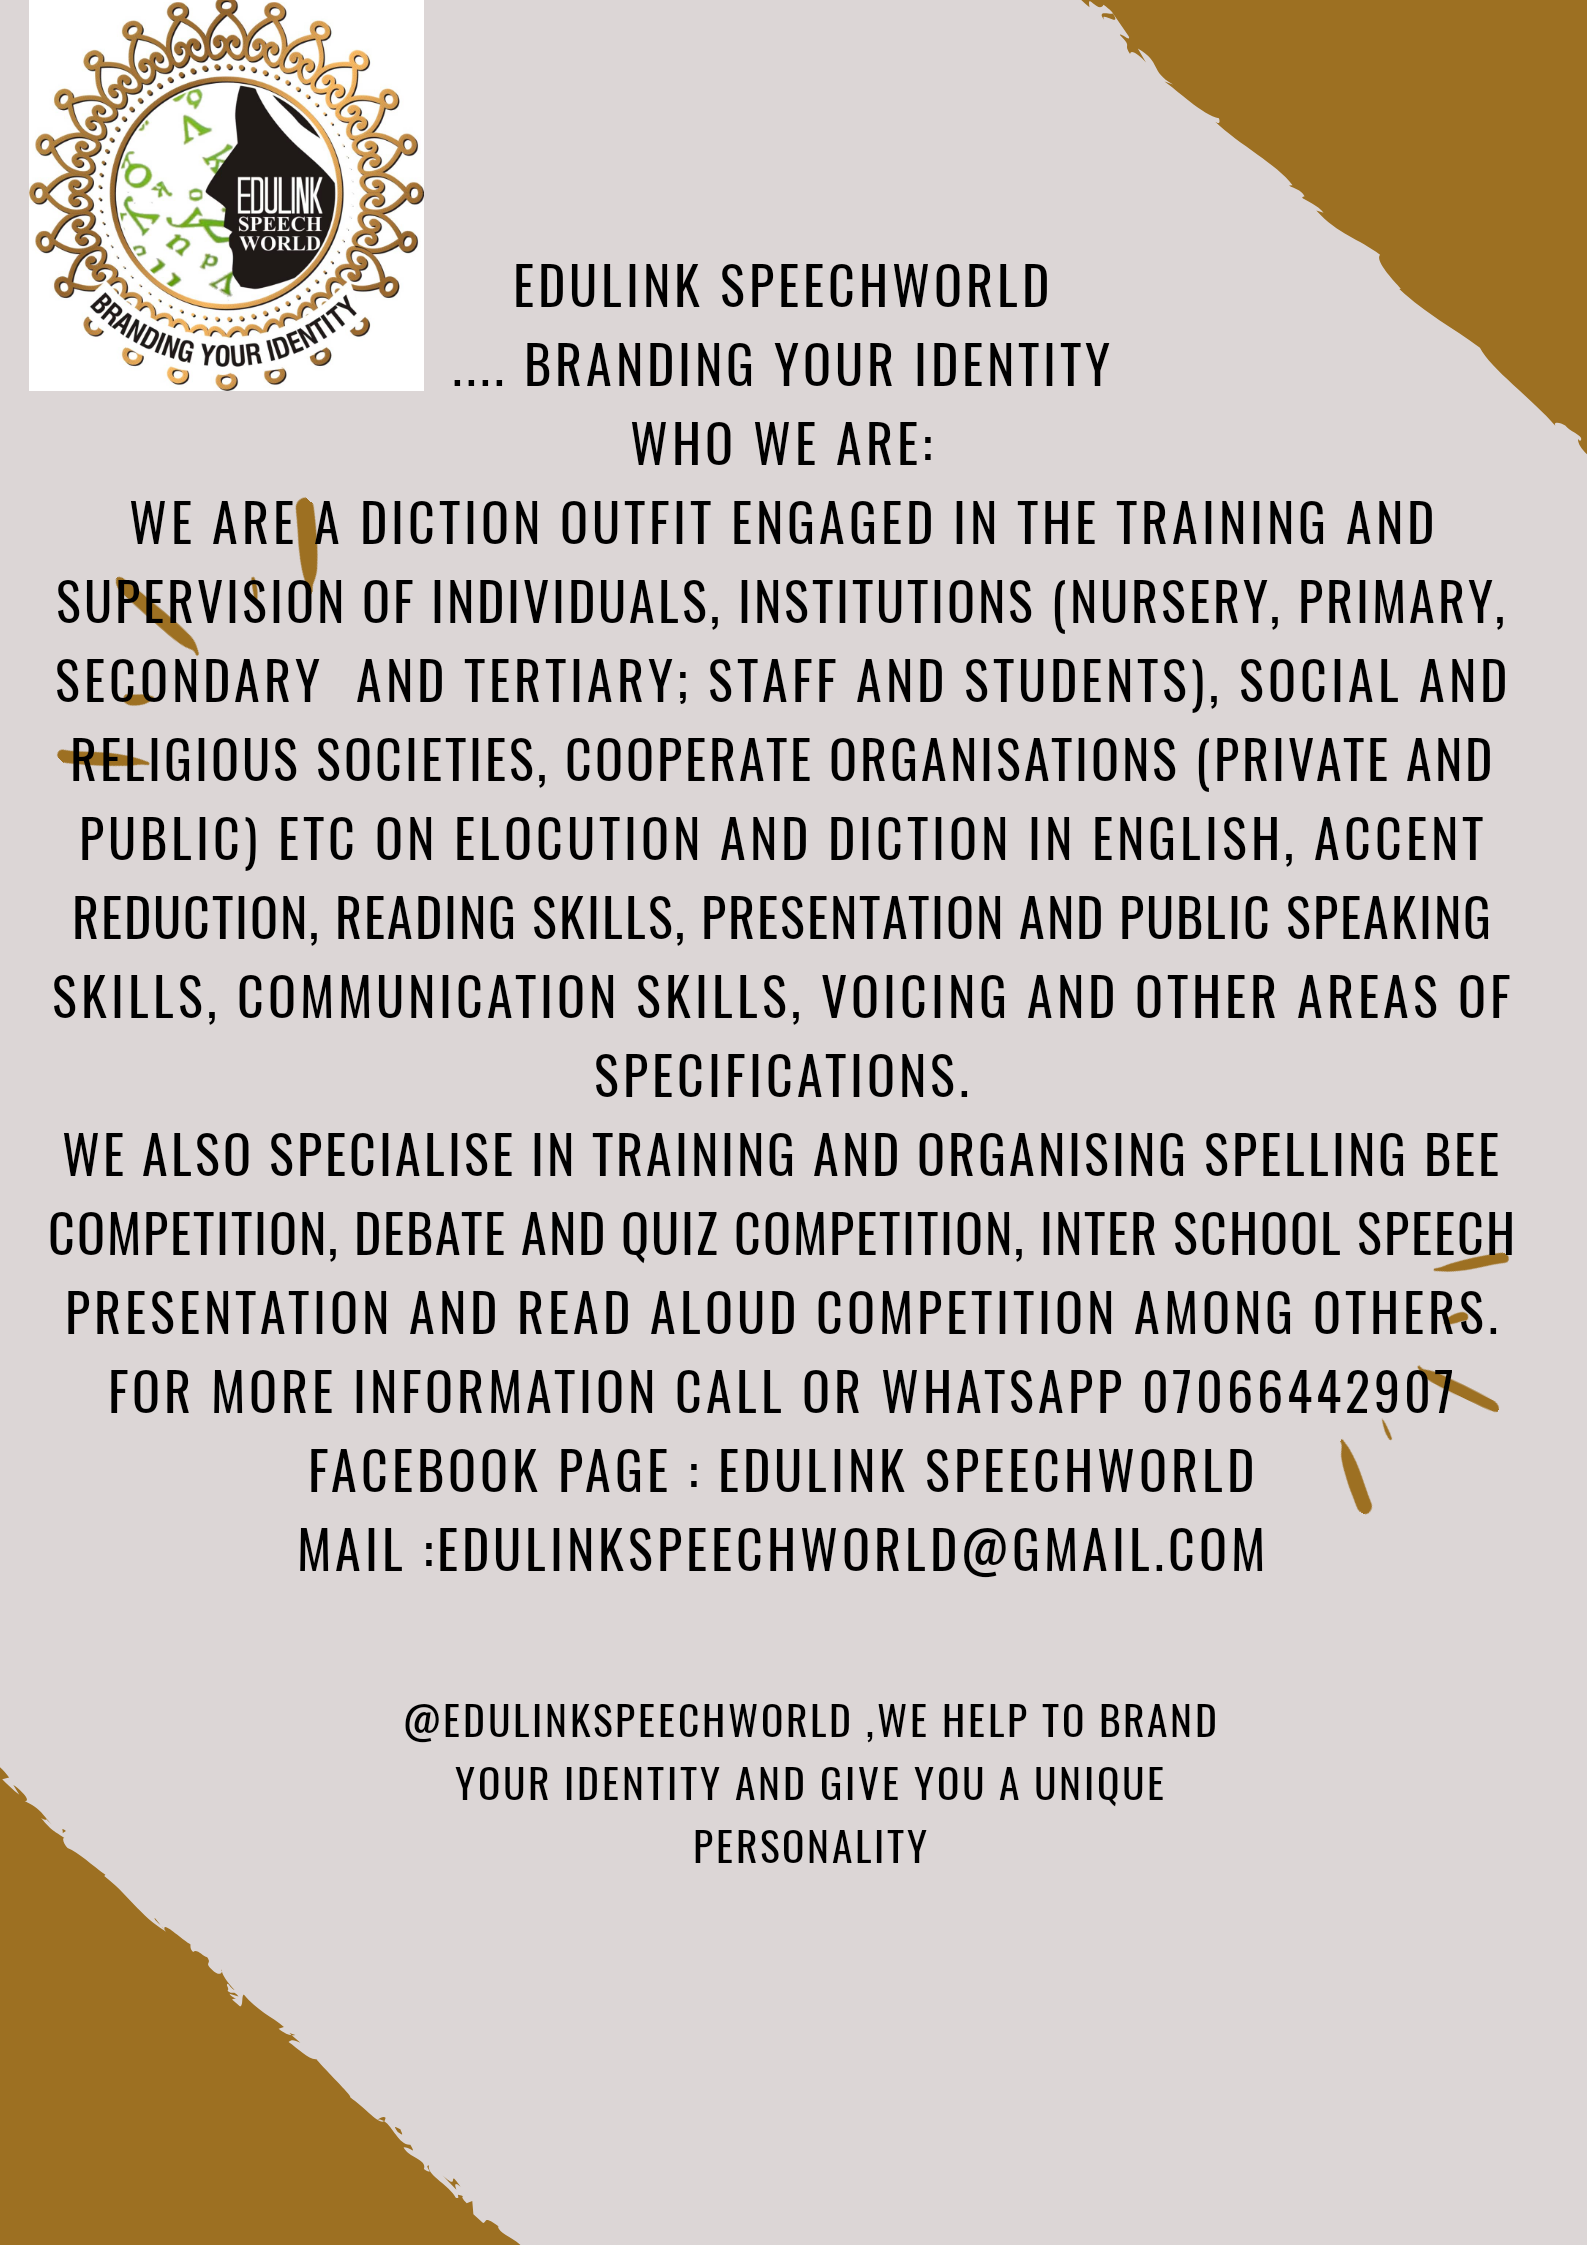 EDULINK
SPEECH
WORLD
BRANDING YOUR IDENTITY
EDULINK SPEECHWORLD
.... BRANDING YOUR IDENTITY
WHO WE ARE:
WE ARE A DICTION OUTFIT ENGAGED IN THE TRAINING AND
SUPERVISION OF INDIVIDUALS, INSTITUTIONS (NURSERY, PRIMARY,
SECONDARY  AND TERTIARY; STAFF AND STUDENTS), SOCIAL AND
RELIGIOUS SOCIETIES, COOPERATE ORGANISATIONS (PRIVATE AND
PUBLIC) ETC ON ELOCUTION AND DICTION IN ENGLISH, ACCENT
REDUCTION, READING SKILLS, PRESENTATION AND PUBLIC SPEAKING
SKILLS, COMMUNICATION SKILLS, VOICING AND OTHER AREAS OF
SPECIFICATIONS.
WE ALSO SPECIALISE IN TRAINING AND ORGANISING SPELLING BEE
COMPETITION, DEBATE AND QUIZ COMPETITION, INTER SCHOOL SPEECH
PRESENTATION AND READ ALOUD COMPETITION AMONG OTHERS.
FOR MORE INFORMATION CALL OR WHATSAPP 07066442907
FACEBOOK PAGE : EDULINK SPEECHWORLD
MAIL :EDULINKSPEECHWORLD@GMAIL.COM
@EDULINKSPEECHWORLD ,WE HELP TO BRAND
YOUR IDENTITY AND GIVE YOU A UNIQUE
PERSONALITY